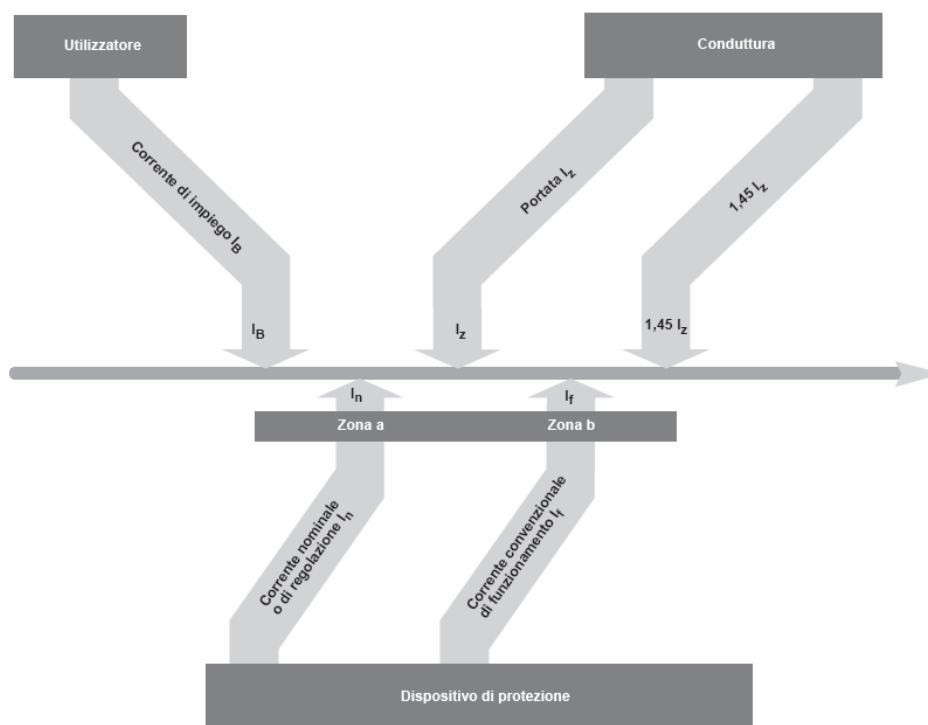 Utilizzatore
Conduttura
Corrente di impiego I_B
Portata I_z
1,45 I_z
I_B
I_z
1,45 I_z
I_n
I_f
Zona a
Zona b
Corrente nominale
o di regolazione I_n
Corrente convenzionale
di funzionamento I_f
Dispositivo di protezione